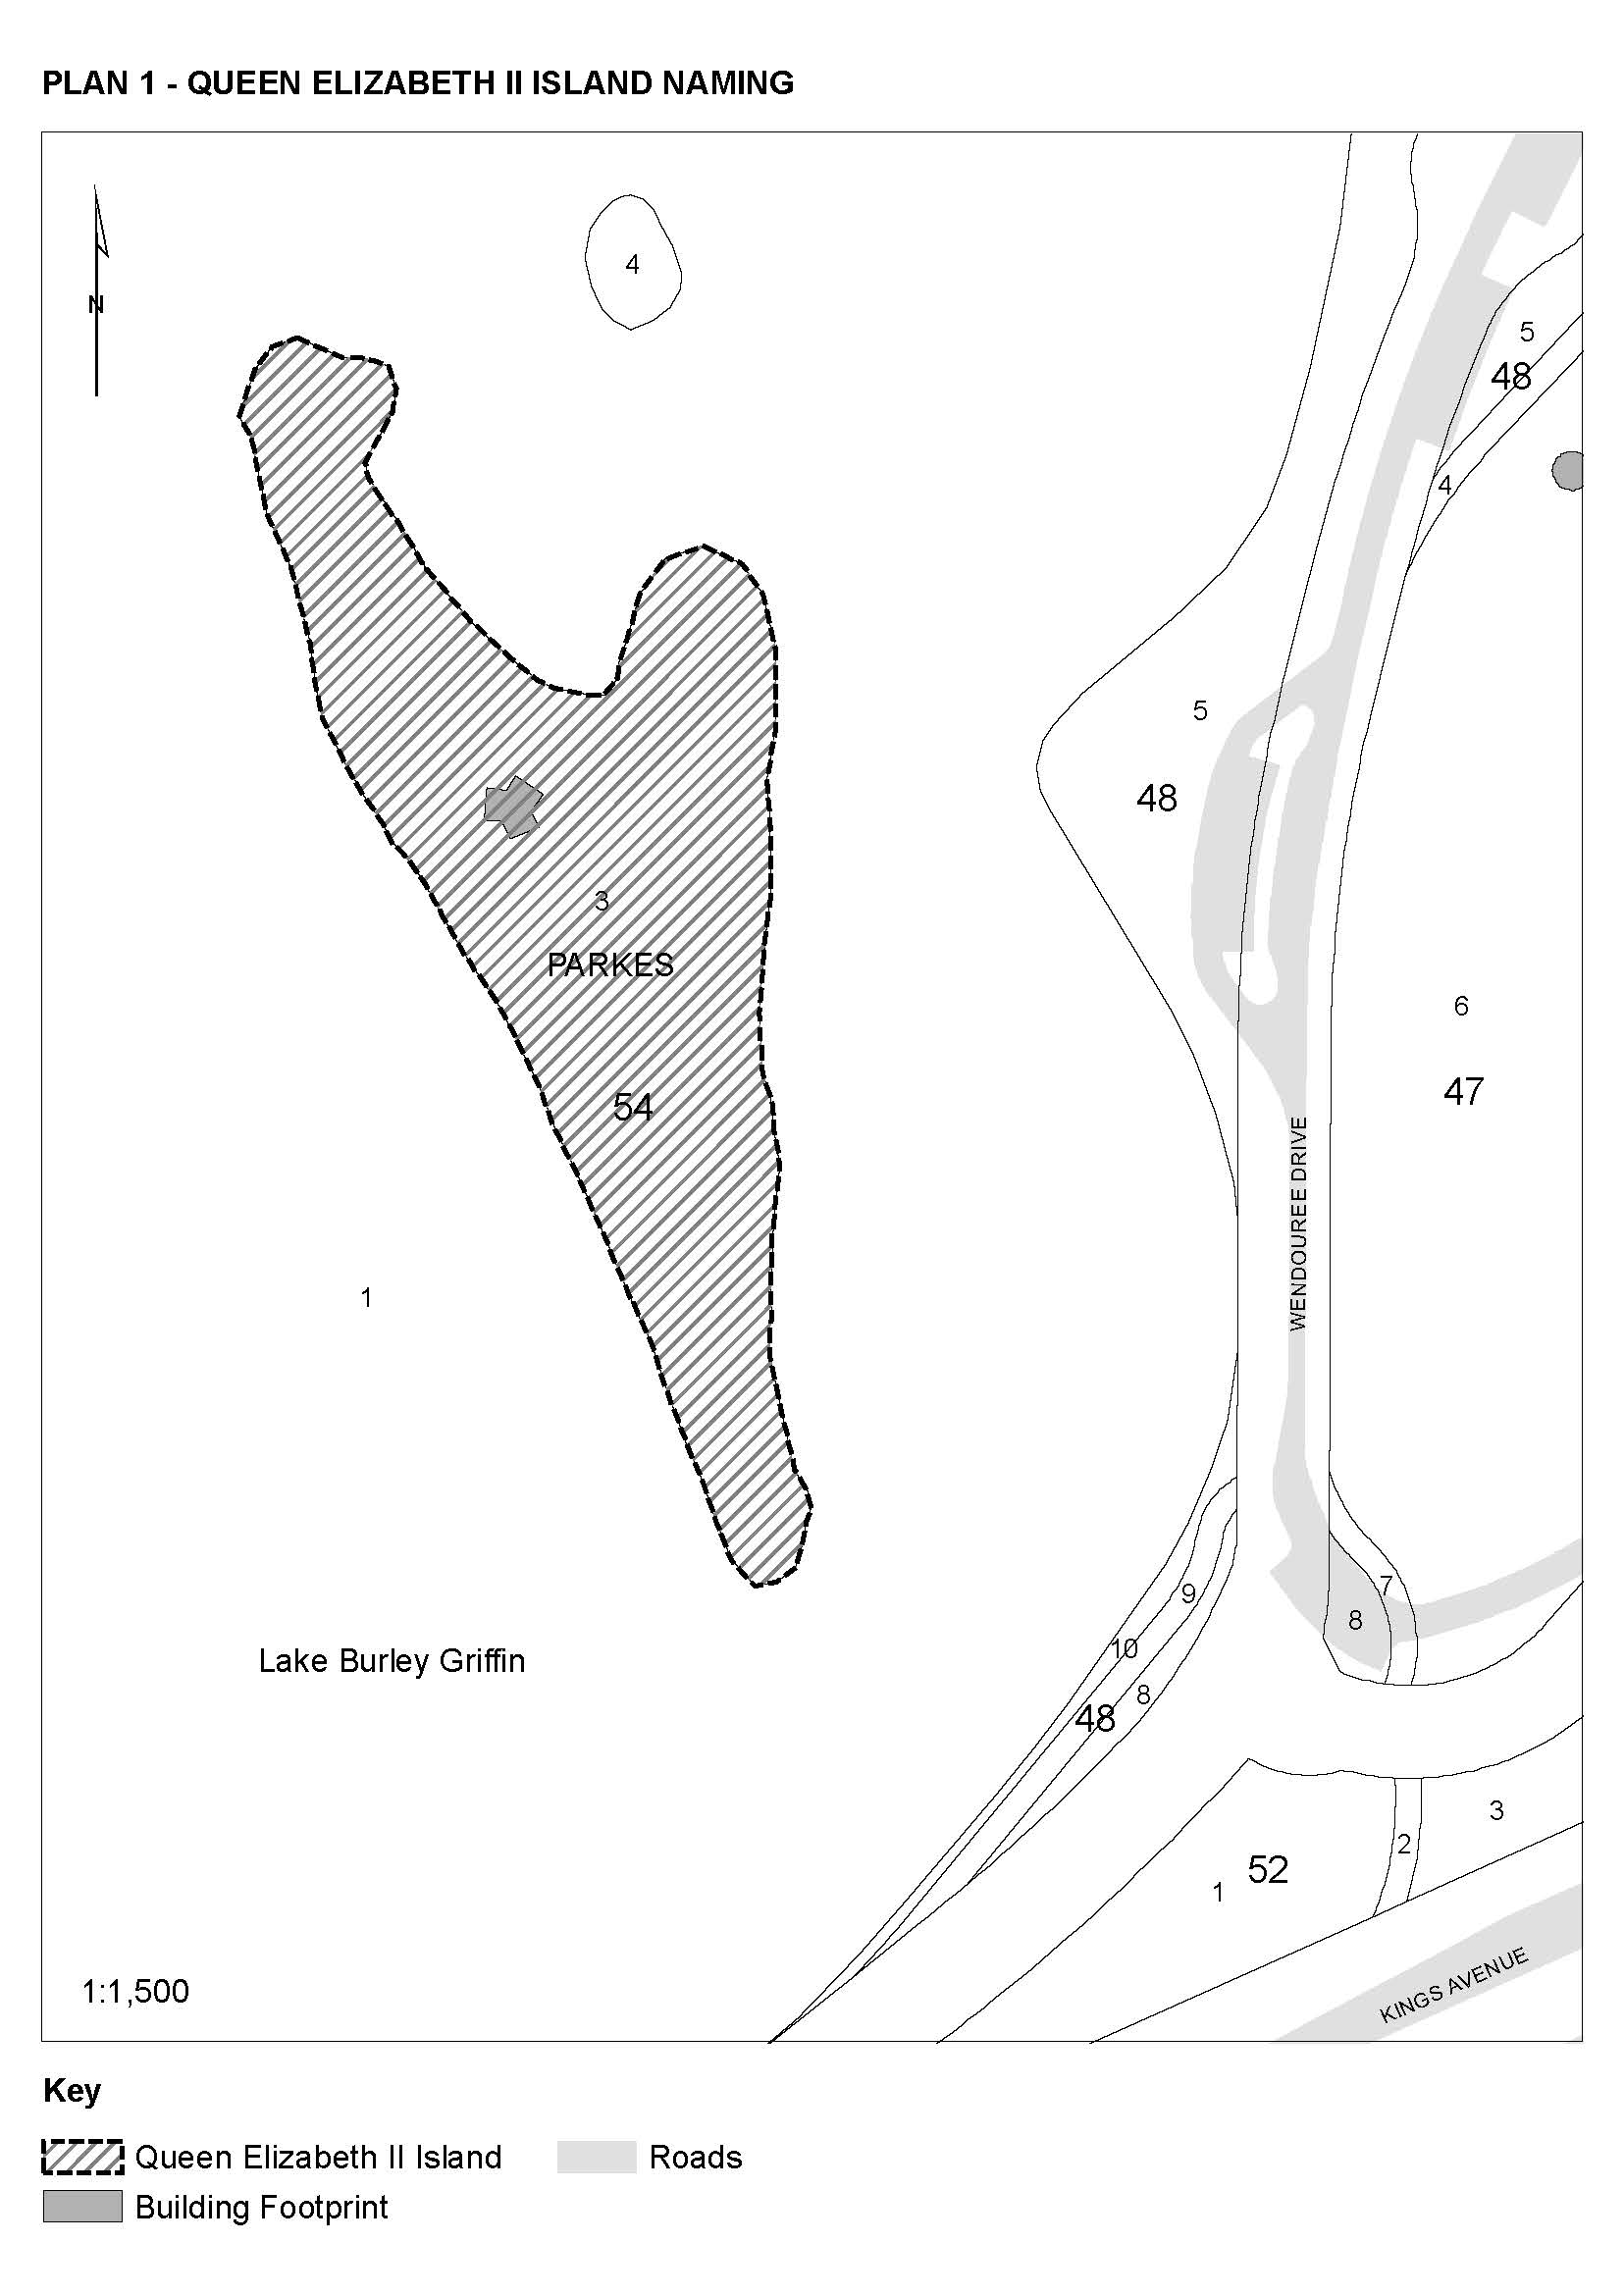 PLAN 1 - QUEEN ELIZABETH II ISLAND NAMING
4
N
5
48
4
5
48
3
PARKES
6
47
54
WENDOUREE DRIVE
1
9
7
8
10
Lake Burley Griffin
8
48
3
2
52
1
KINGS AVENUE
1:1,500
Key
Queen Elizabeth II Island
Roads
Building Footprint